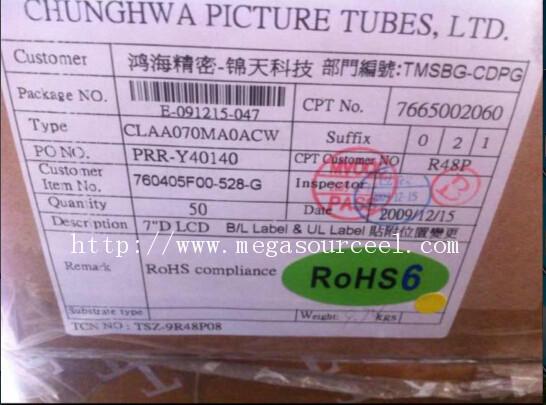 CHUNGHWA PICTURE TUBES, LTD.
Customer 鸿海精密-锦天科技 部門編號:TMSBG-CDPG
Package NO. E-091215-047 CPT No. 7665002060
Type CLAA070MA0ACW Suffix 0 2 1
PO NO. PRR-Y40140 CPT Customer NO R48P
Customer Item No. 760405F00-528-G Inspector
Quantity 50 Date 2009/12/15
Description 7"D LCD B/L Label & UL Label 貼附位置變更
http://www.megasourceel.com
Remark RoHS compliance RoHS6
Substrate type Weight: kgs
TCN NO : TSZ-9R48P08